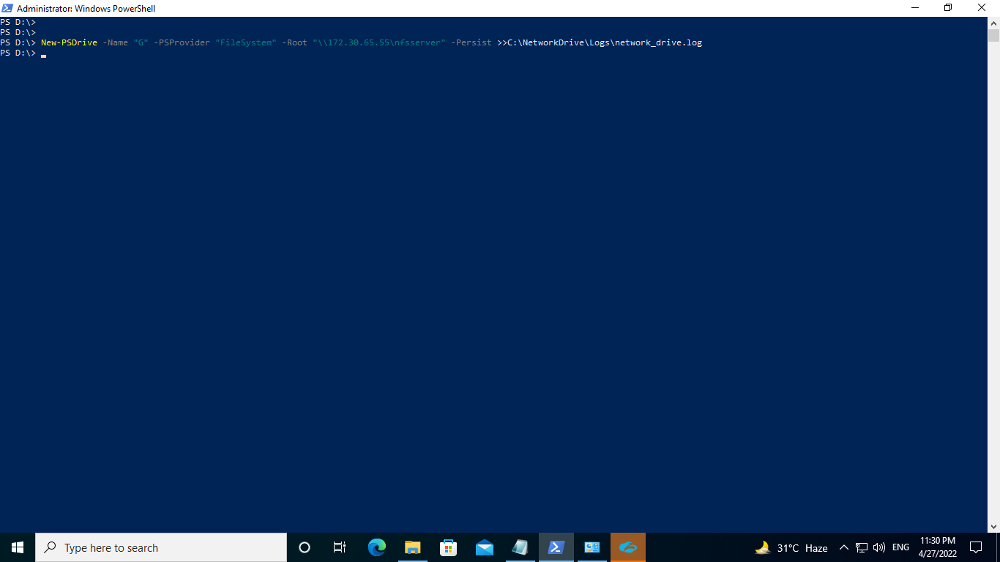 Administrator: Windows PowerShell
PS D:\>
PS D:\>
PS D:\> New-PSDrive -Name "G" -PSProvider "FileSystem" -Root "\\172.30.65.55\nfsserver" -Persist >>C:\NetworkDrive\Logs\network_drive.log
PS D:\>
Type here to search
31°C Haze
ENG
11:30 PM
4/27/2022